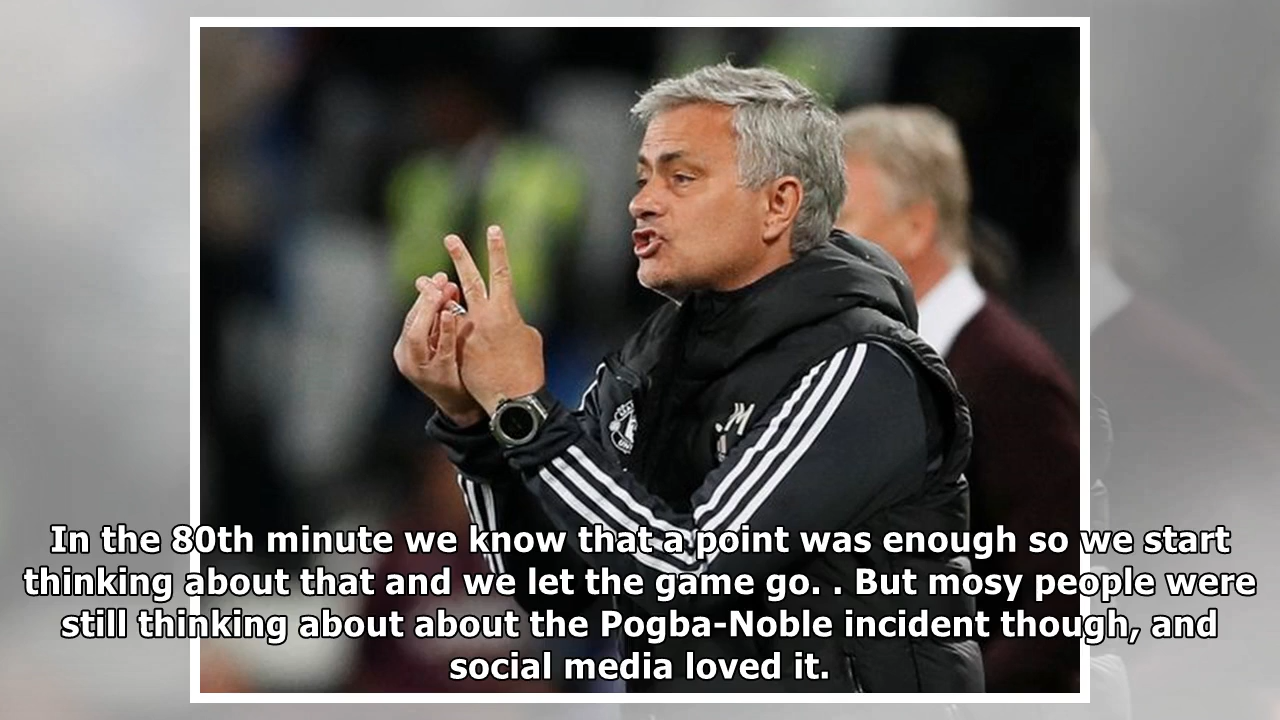 In the 80th minute we know that a point was enough so we start
thinking about that and we let the game go. . But mosy people were
still thinking about about the Pogba-Noble incident though, and
social media loved it.